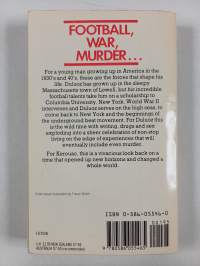 FOOTBALL,
WAR,
MURDER...
For a young man growing up in America in the
1930's and 40's, these are the forces that shape his
life. Duluoz has grown up in the sleepy
Massachusetts town of Lowell, but his incredible
football talents take him on a scholarship to
Columbia University, New York. World War II
intervenes and Duluoz serves on the high seas, to
come back to New York and the beginnings of
the underground beat movement. For Duluoz this
is the wild time with writing, drugs and sex
exploding into a sheer celebration of non-stop
living on the edge of experiences that will
eventually include even murder.
For Kerouac, this is a vivacious look back on a
time that opened up new horizons and changed a
whole world.
ISBN 0-586-05346-0
00195
9 780586 053461